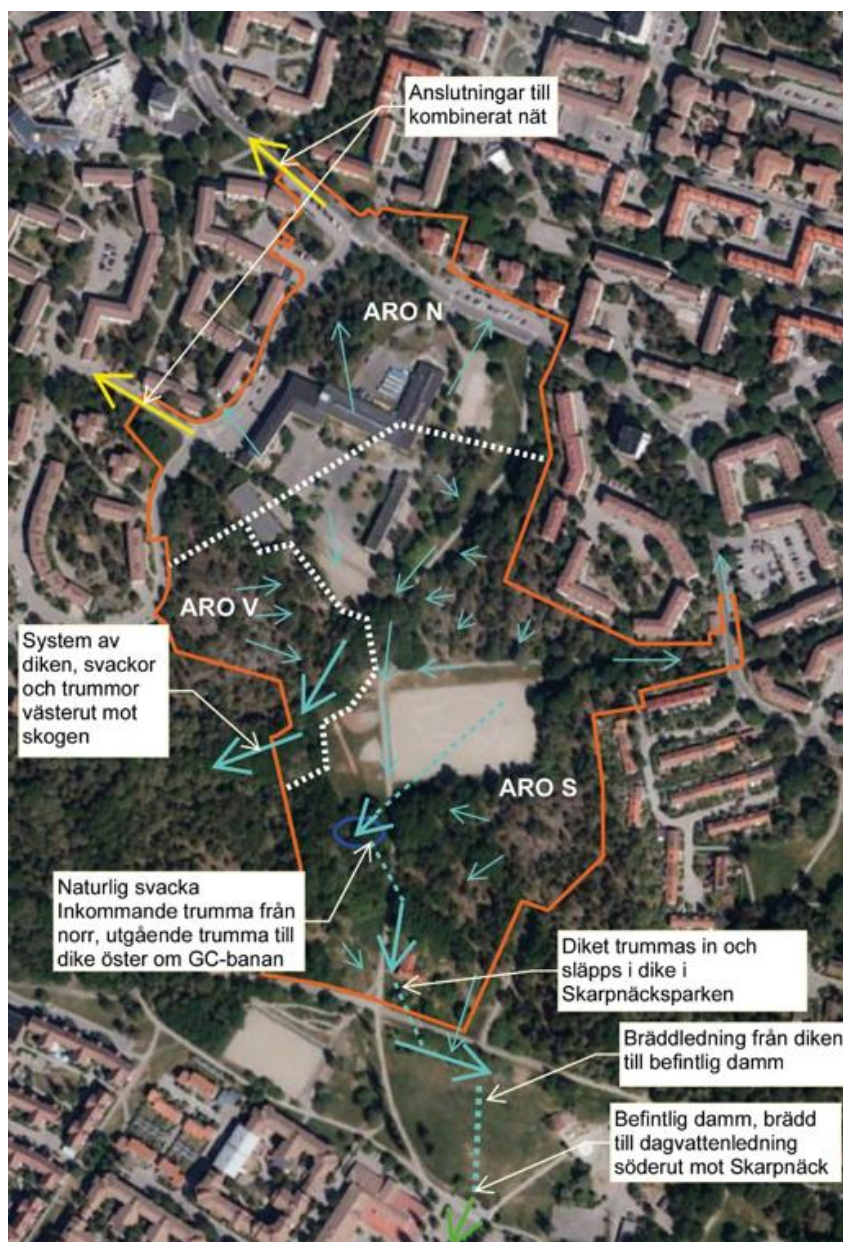 Anslutningar till
kombinerat nät
ARO N
ARO V
System av
diken, svackor
och trummor
västerut mot
skogen
ARO S
Naturlig svacka
Inkommande trumma från
norr, utgående trumma till
dike öster om GC-banan
Diket trummas in och
släpps i dike i
Skarpnäcksparken
Bräddledning från diken
till befintlig damm
Befintlig damm, brädd
till dagvattenledning
söderut mot Skarpnäck